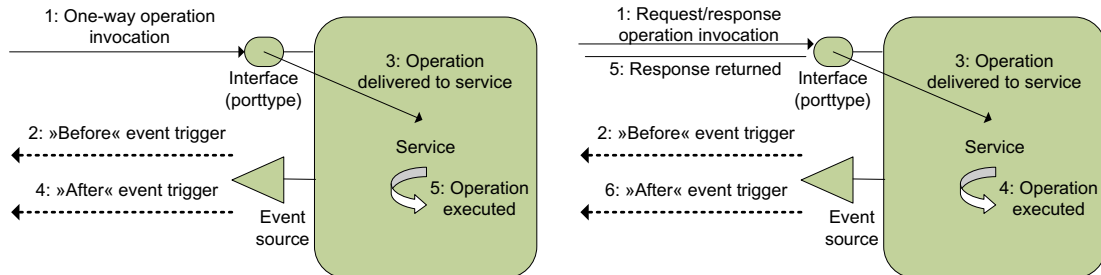 1: One-way operation
invocation
3: Operation
delivered to service
Interface
(porttype)
2: »Before« event trigger
Service
4: »After« event trigger
5: Operation
executed
Event
source
1: Request/response
operation invocation
5: Response returned
3: Operation
delivered to service
Interface
(porttype)
2: »Before« event trigger
Service
6: »After« event trigger
4: Operation
executed
Event
source